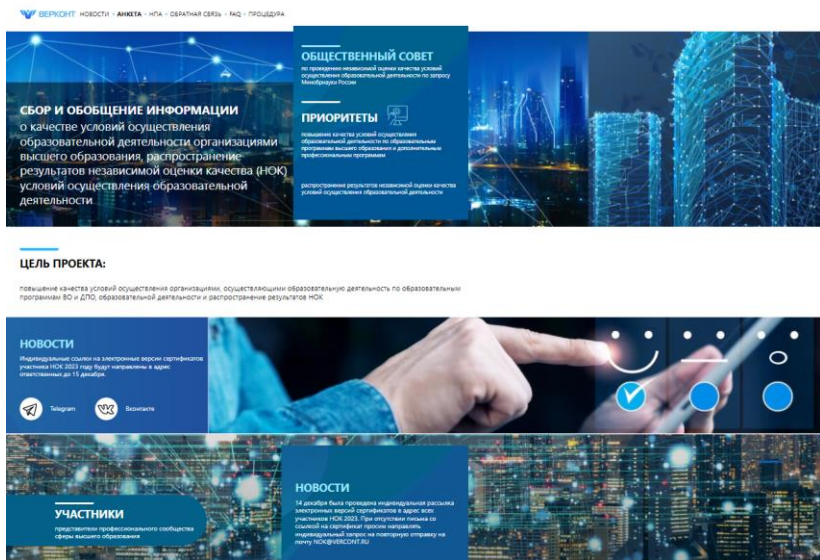 ВЕРКОНТ НОВОСТИ • АНКЕТА • НПА • ОБРАТНАЯ СВЯЗЬ • FAQ • ПРОЦЕДУРА
СБОР И ОБОБЩЕНИЕ ИНФОРМАЦИИ
о качестве условий осуществления
образовательной деятельности организациями
высшего образования, распространение
результатов независимой оценки качества (НОК)
условий осуществления образовательной
деятельности
ОБЩЕСТВЕННЫЙ СОВЕТ
по проведению независимой оценки качества условий
осуществления образовательной деятельности по запросу
Минобрнауки России
ПРИОРИТЕТЫ
повышение качества условий осуществления
образовательной деятельности по образовательным
программам высшего образования и дополнительным
профессиональным программам
распространение результатов независимой оценки качества
условий осуществления образовательной деятельности
ЦЕЛЬ ПРОЕКТА:
повышение качества условий осуществления организациями, осуществляющими образовательную деятельность по образовательным
программам ВО и ДПО, образовательной деятельности и распространение результатов НОК
НОВОСТИ
Индивидуальные ссылки на электронные версии сертификатов
участника НОК 2023 году будут направлены в адрес
ответственных до 15 декабря.
Telegram Вконтакте
УЧАСТНИКИ
представители профессионального сообщества
сферы высшего образования
НОВОСТИ
14 декабря была проведена индивидуальная рассылка
электронных версий сертификатов в адрес всех
участников НОК 2023. При отсутствии письма со
ссылкой на сертификат просим направлять
индивидуальный запрос на повторную отправку на
почту NOK@VERCONT.RU